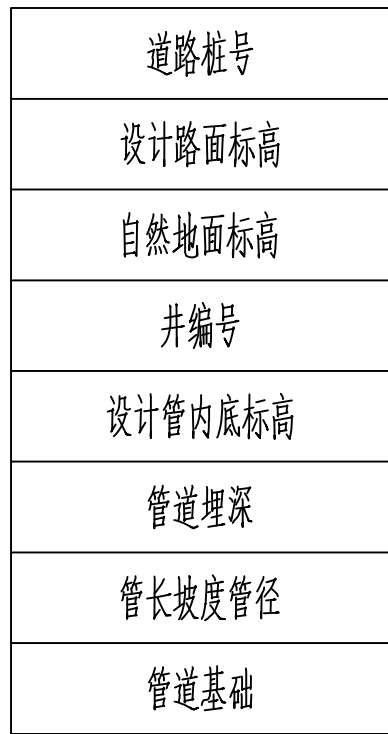 道路桩号
设计路面标高
自然地面标高
井编号
设计管内底标高
管道埋深
管长坡度管径
管道基础